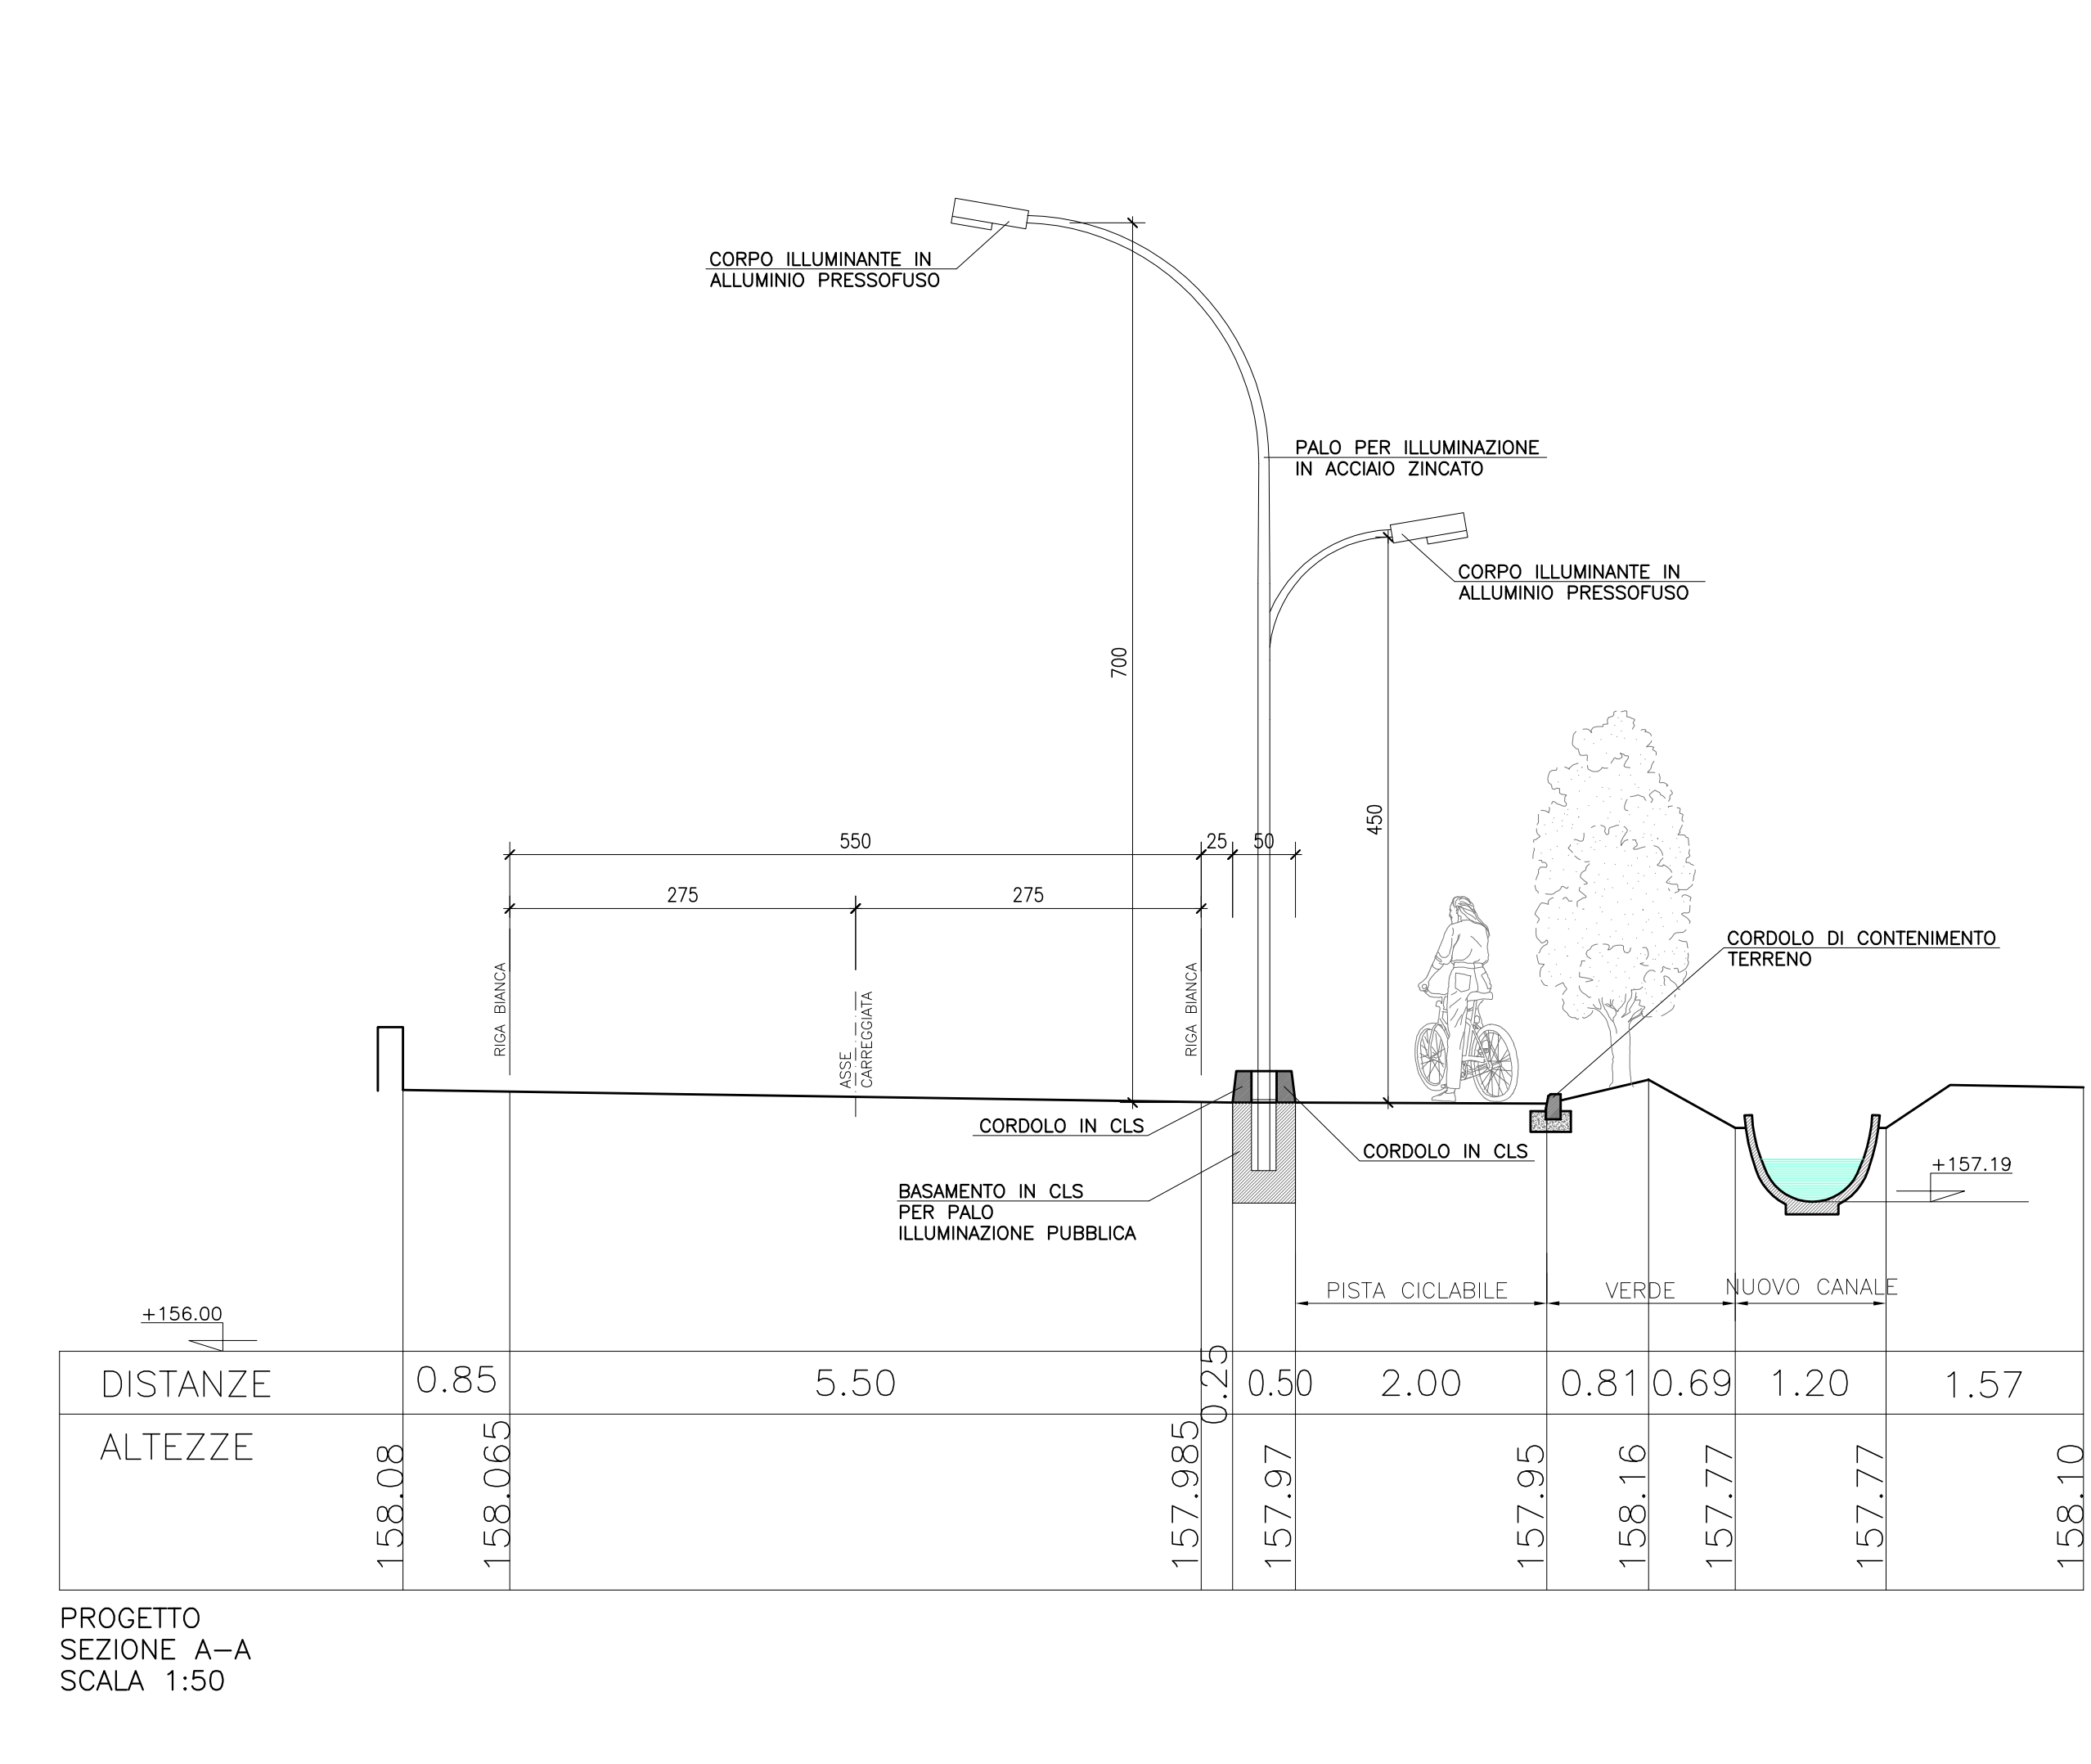 CORPO ILLUMINANTE IN
ALLUMINIO PRESSOFUSO
PALO PER ILLUMINAZIONE
IN ACCIAIO ZINCATO
CORPO ILLUMINANTE IN
ALLUMINIO PRESSOFUSO
700
450
550
25
50
275
275
RIGA BIANCA
ASSE
CARREGGIATA
RIGA BIANCA
CORDOLO DI CONTENIMENTO
TERRENO
CORDOLO IN CLS
CORDOLO IN CLS
+157.19
BASAMENTO IN CLS
PER PALO
ILLUMINAZIONE PUBBLICA
PISTA CICLABILE
VERDE
NUOVO CANALE
+156.00
DISTANZE
0.85
5.50
0.25
0.50
2.00
0.81
0.69
1.20
1.57
ALTEZZE
158.08
158.065
157.985
157.97
157.95
158.16
157.77
157.77
158.10
PROGETTO
SEZIONE A-A
SCALA 1:50